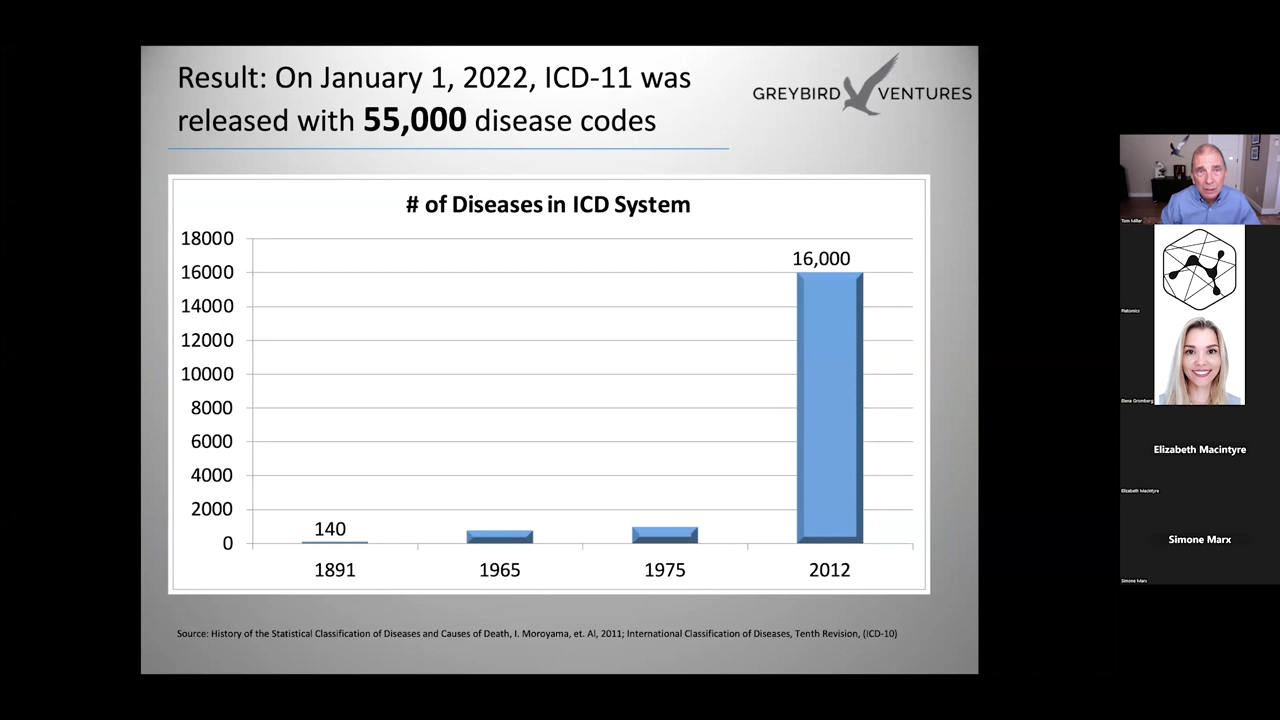 Result: On January 1, 2022, ICD-11 was
released with 55,000 disease codes
GREYBIRD VENTURES
# of Diseases in ICD System
18000
16000
14000
12000
10000
8000
6000
4000
2000
0
140
16,000
1891
1965
1975
2012
Source: History of the Statistical Classification of Diseases and Causes of Death, I. Moroyama, et. Al, 2011; International Classification of Diseases, Tenth Revision, (ICD-10)
Tom Miller
Platomics
Elena Gromberg
Elizabeth Macintyre
Elizabeth Macintyre
Simone Marx
Simone Marx